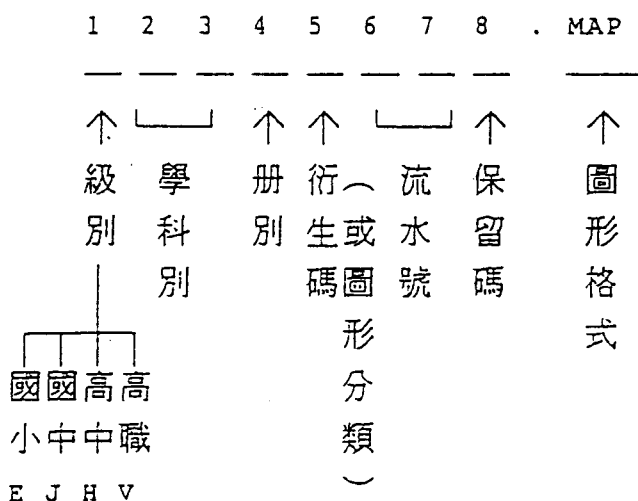 1 2 3 4 5 6 7 8 . MAP
級別
學科別
册別
衍生碼
(或圖形分類)
流水號
保留碼
圖形格式
國小
國中
高中
高職
E J H V